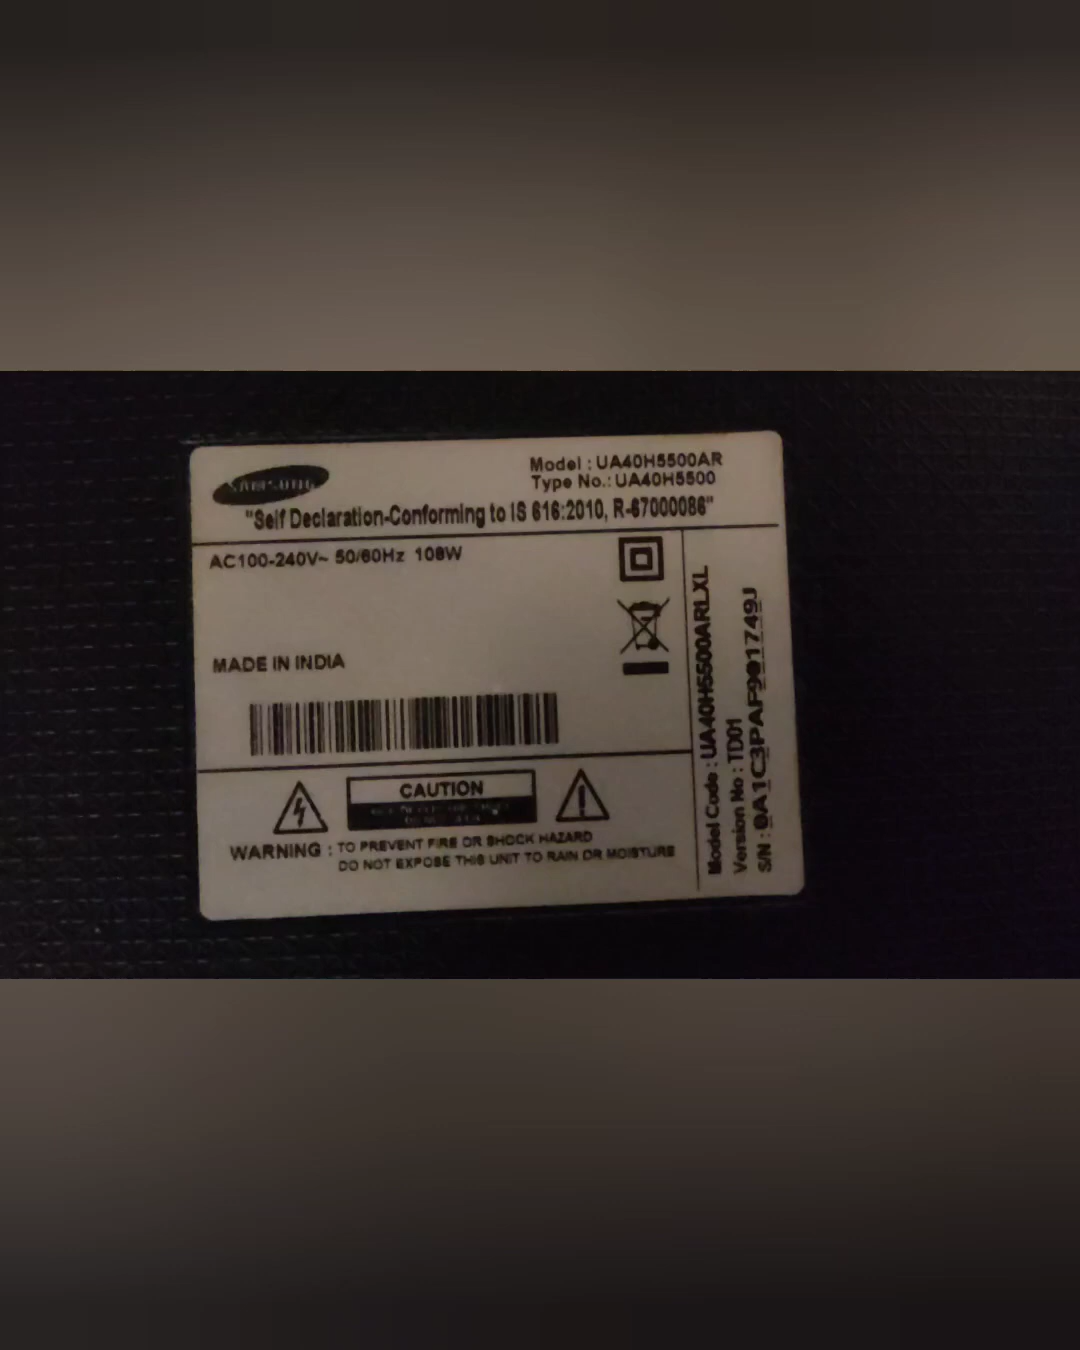 SAMSUNG
Model : UA40H5500AR
Type No.: UA40H5500
"Self Declaration-Conforming to IS 616:2010, R-67000086"
AC100-240V~ 50/60Hz 108W
MADE IN INDIA
CAUTION
WARNING : TO PREVENT FIRE OR SHOCK HAZARD
DO NOT EXPOSE THIS UNIT TO RAIN OR MOISTURE
Model Code : UA40H5500ARLXL
Version No : TD01
S/N : 0A1C3PAF901749J